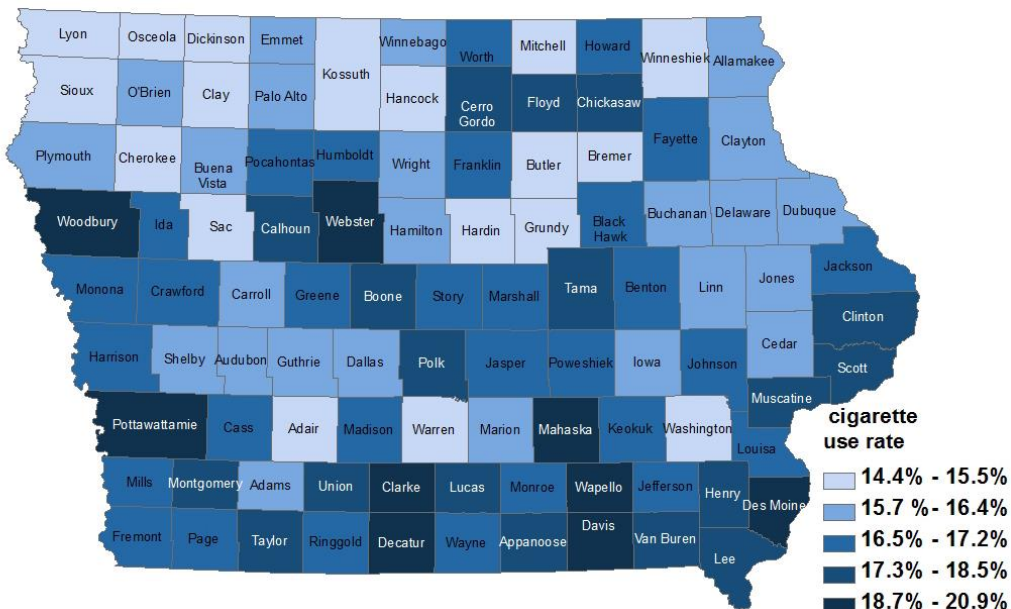 Lyon
Osceola
Dickinson
Emmet
Kossuth
Winnebago
Worth
Mitchell
Howard
Winneshiek
Allamakee
Sioux
O'Brien
Clay
Palo Alto
Hancock
Cerro
Gordo
Floyd
Chickasaw
Fayette
Clayton
Plymouth
Cherokee
Buena
Vista
Pocahontas
Humboldt
Wright
Franklin
Butler
Bremer
Woodbury
Ida
Sac
Calhoun
Webster
Hamilton
Hardin
Grundy
Black
Hawk
Buchanan
Delaware
Dubuque
Monona
Crawford
Carroll
Greene
Boone
Story
Marshall
Tama
Benton
Linn
Jones
Jackson
Clinton
Harrison
Shelby
Audubon
Guthrie
Dallas
Polk
Jasper
Poweshiek
Iowa
Johnson
Cedar
Scott
Muscatine
Pottawattamie
Cass
Adair
Madison
Warren
Marion
Mahaska
Keokuk
Washington
Louisa
Mills
Montgomery
Adams
Union
Clarke
Lucas
Monroe
Wapello
Jefferson
Henry
Des Moine
Fremont
Page
Taylor
Ringgold
Decatur
Wayne
Appanoose
Davis
Van Buren
Lee
cigarette
use rate
14.4% - 15.5%
15.7 % - 16.4%
16.5% - 17.2%
17.3% - 18.5%
18.7% - 20.9%